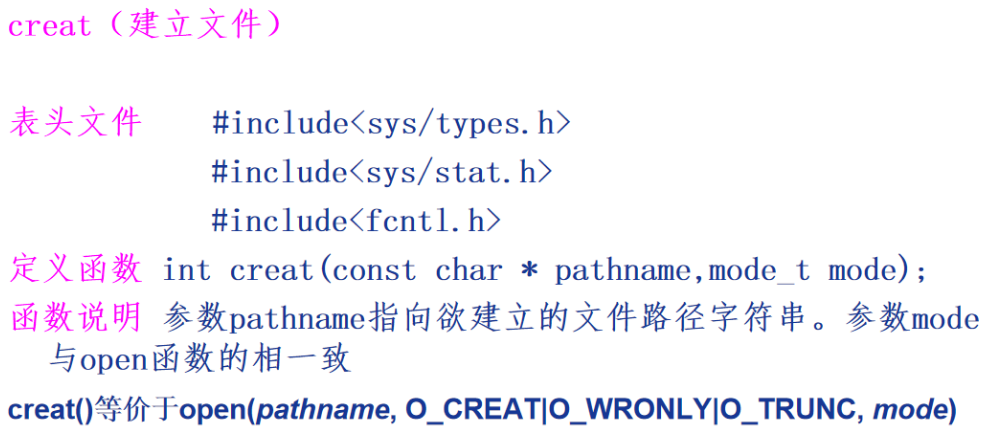 creat（建立文件）
表头文件 #include<sys/types.h>
#include<sys/stat.h>
#include<fcntl.h>
定义函数 int creat(const char * pathname,mode_t mode);
函数说明 参数pathname指向欲建立的文件路径字符串。参数mode
与open函数的相一致
creat()等价于open(pathname, O_CREAT|O_WRONLY|O_TRUNC, mode)